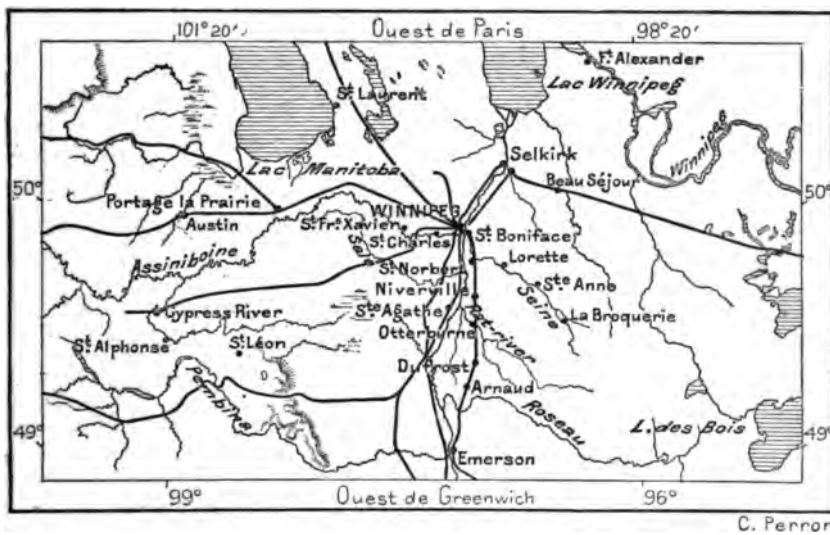 101°20'
Ouest de Paris
98°20'
Ft Alexander
Lac Winnipeg
St Laurent
Winnipeg
Selkirk
Lac Manitoba
Beau Séjour
50°
50°
Portage la Prairie
WINNIPEG
Austin
St Fr. Xavier
St Charles
St Boniface
Sale
Lorette
Assiniboine
St Norbert
Ste Anne
Niverville
Seine
Cypress River
Ste Agathe
La Broquerie
Otterburne
Rat-river
St Alphonse
St Léon
Dufrost
Arnaud
Pembina
Roseau
L. des Bois
49°
49°
Emerson
99°
Ouest de Greenwich
96°
C. Perron